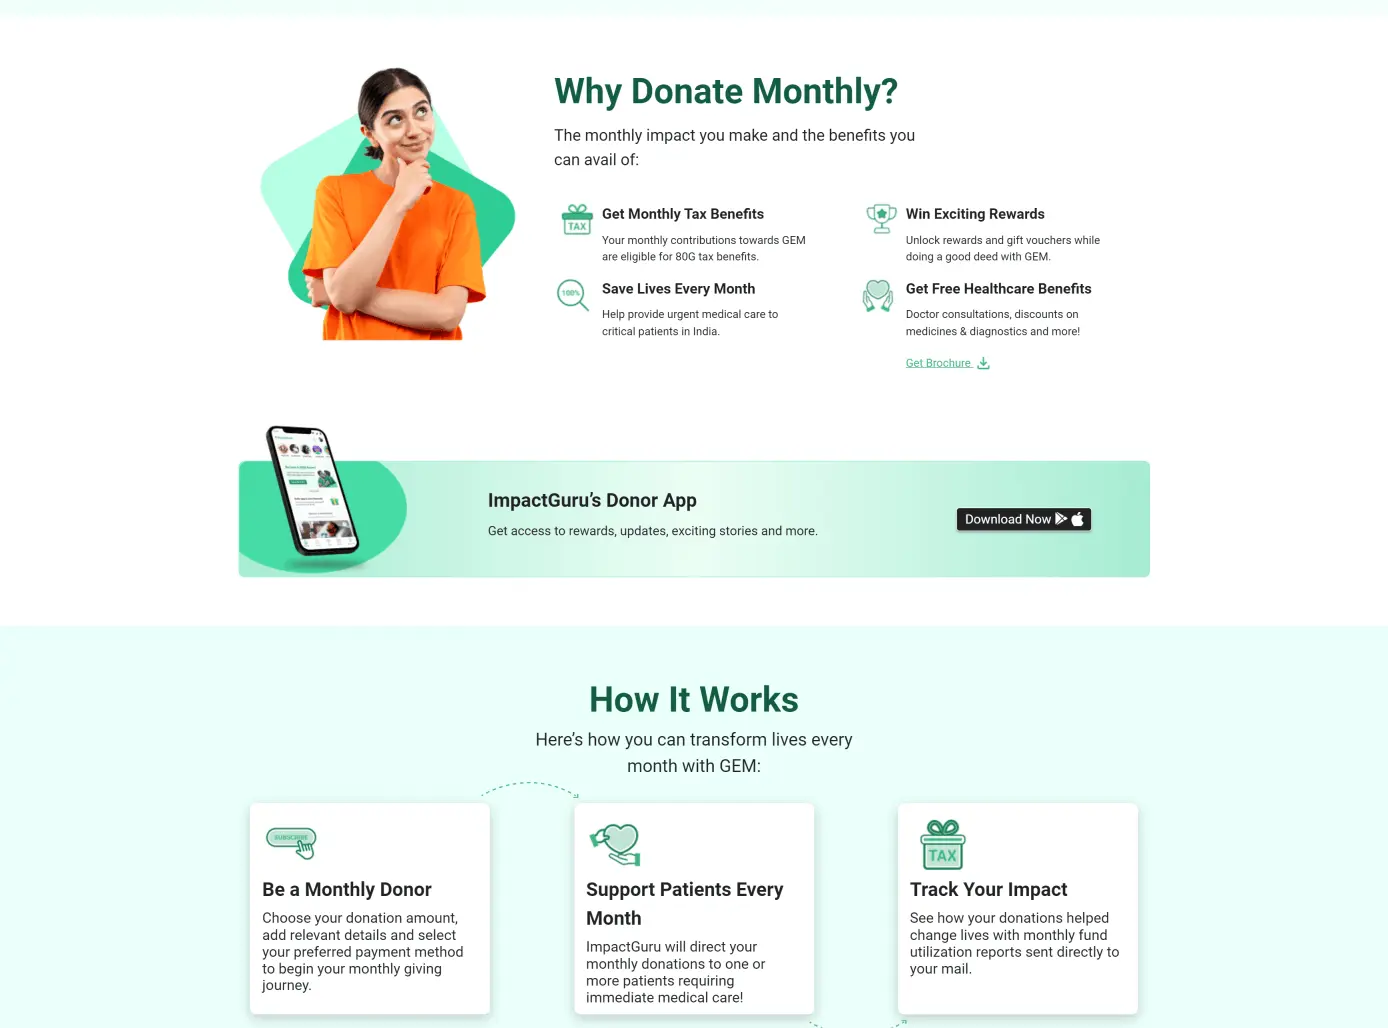 Why Donate Monthly?
The monthly impact you make and the benefits you
can avail of:
TAX
Get Monthly Tax Benefits
Your monthly contributions towards GEM
are eligible for 80G tax benefits.
Win Exciting Rewards
Unlock rewards and gift vouchers while
doing a good deed with GEM.
100%
Save Lives Every Month
Help provide urgent medical care to
critical patients in India.
Get Free Healthcare Benefits
Doctor consultations, discounts on
medicines & diagnostics and more!
Get Brochure
ImpactGuru’s Donor App
Get access to rewards, updates, exciting stories and more.
Download Now
How It Works
Here’s how you can transform lives every
month with GEM:
SUBSCRIBE
Be a Monthly Donor
Choose your donation amount,
add relevant details and select
your preferred payment method
to begin your monthly giving
journey.
Support Patients Every
Month
ImpactGuru will direct your
monthly donations to one or
more patients requiring
immediate medical care!
TAX
Track Your Impact
See how your donations helped
change lives with monthly fund
utilization reports sent directly to
your mail.